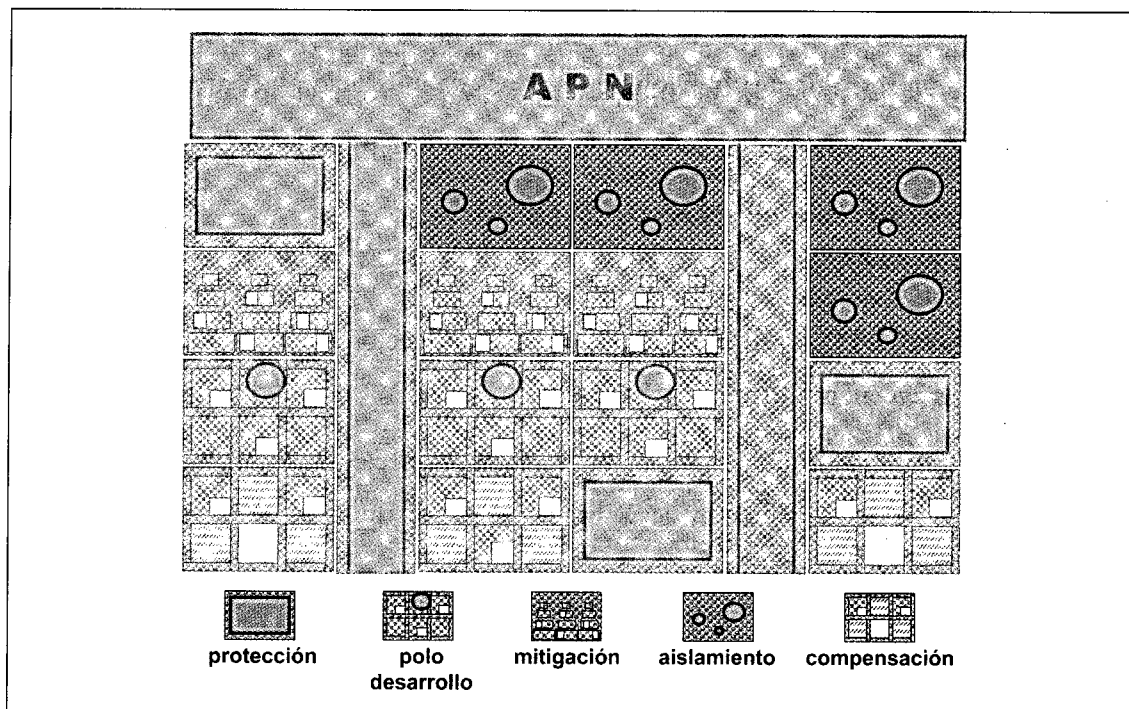 APN
protección
polo
desarrollo
mitigación
aislamiento
compensación